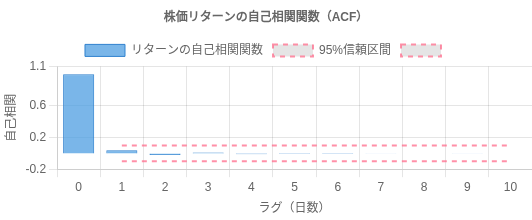 株価リターンの自己相関関数（ACF）
リターンの自己相関関数 95%信頼区間
自己相関
1.1
0.6
0.2
-0.2
0 1 2 3 4 5 6 7 8 9 10
ラグ（日数）